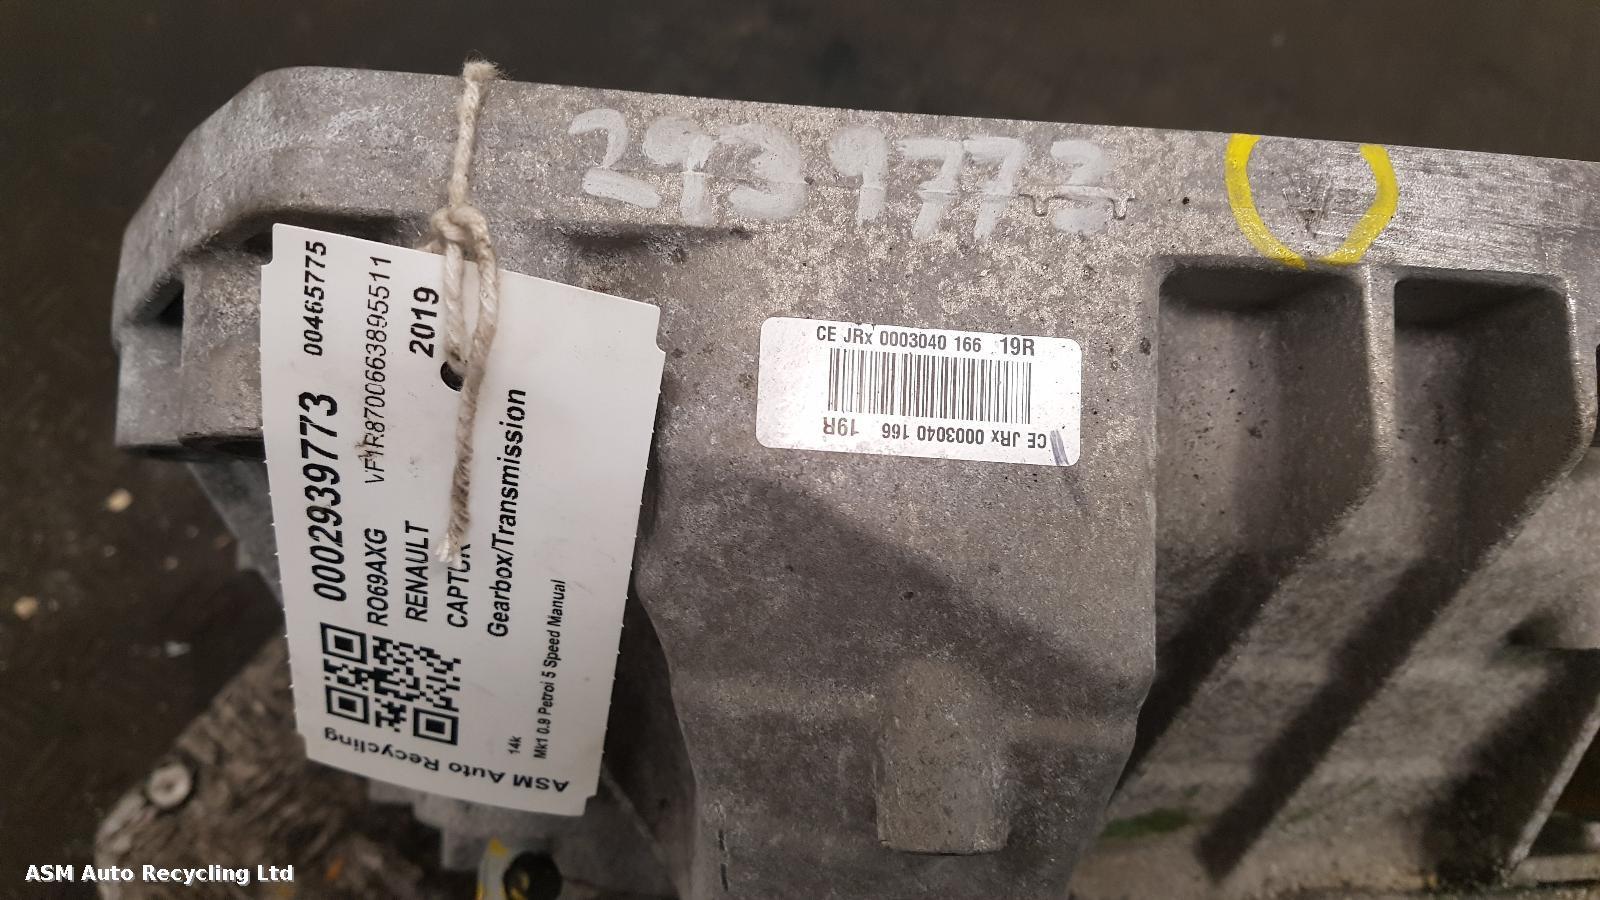 2939773
CE JRx 0003040 166 19R
CE JRx 0003040 166 19R
0002939773 00465775
RO69AXG VF1R8700663895511
RENAULT 2019
CAPTUR
Gearbox/Transmission
14k
Mk1 0.9 Petrol 5 Speed Manual
ASM Auto Recycling
ASM Auto Recycling Ltd